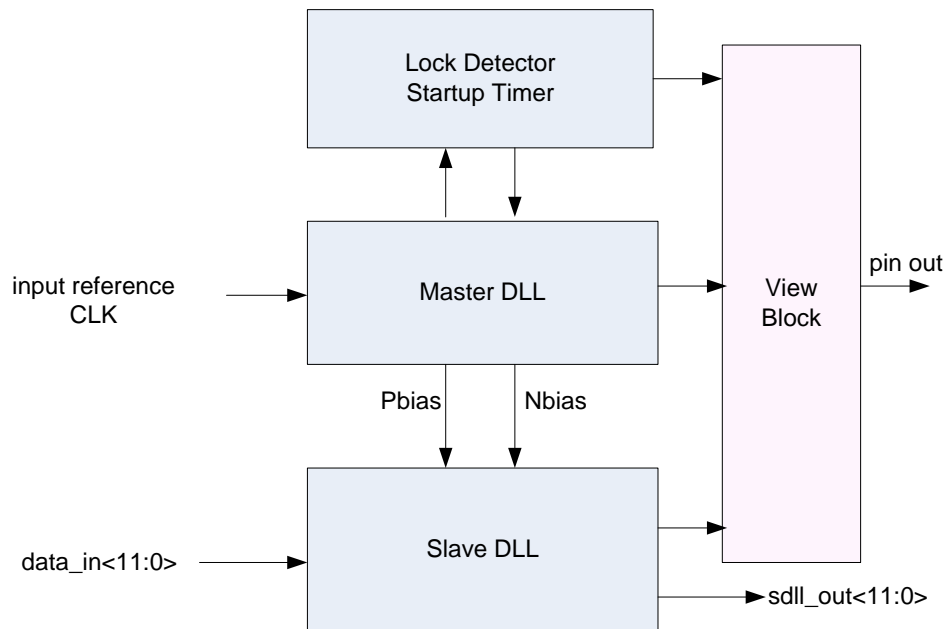 Lock Detector
Startup Timer
input reference
CLK
Master DLL
View
Block
pin out
Pbias
Nbias
data_in<11:0>
Slave DLL
sdll_out<11:0>